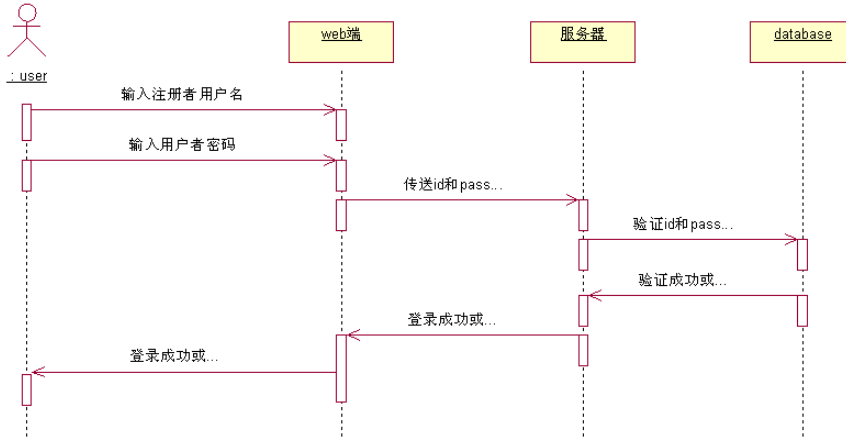 web端
服务器
database
: user
输入注册者用户名
输入用户者密码
传送id和pass...
验证id和pass...
验证成功或...
登录成功或...
登录成功或...